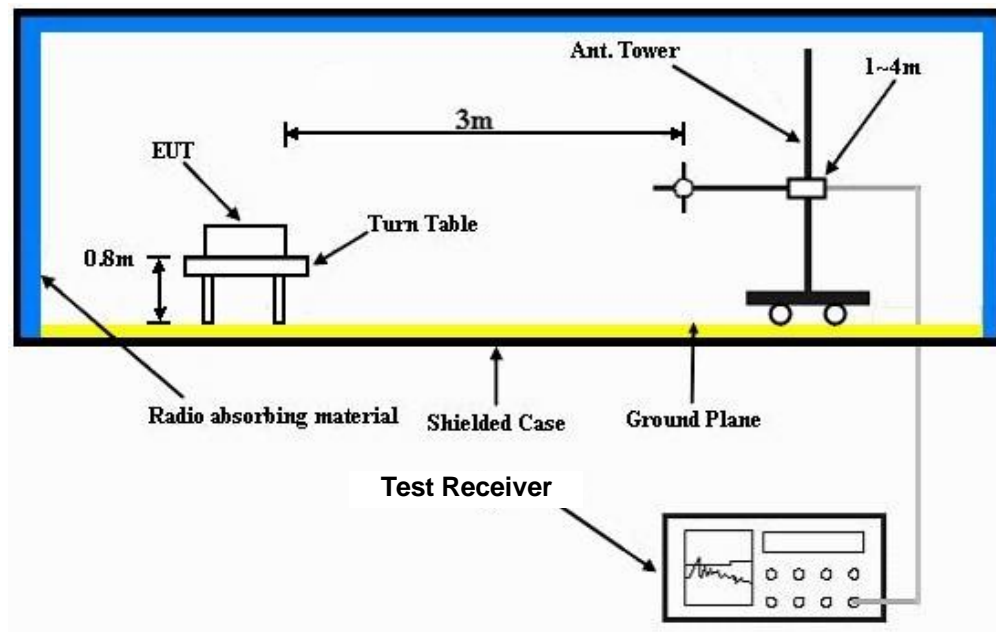 Ant. Tower
1~4m
3m
EUT
Turn Table
0.8m
Radio absorbing material
Shielded Case
Ground Plane
Test Receiver